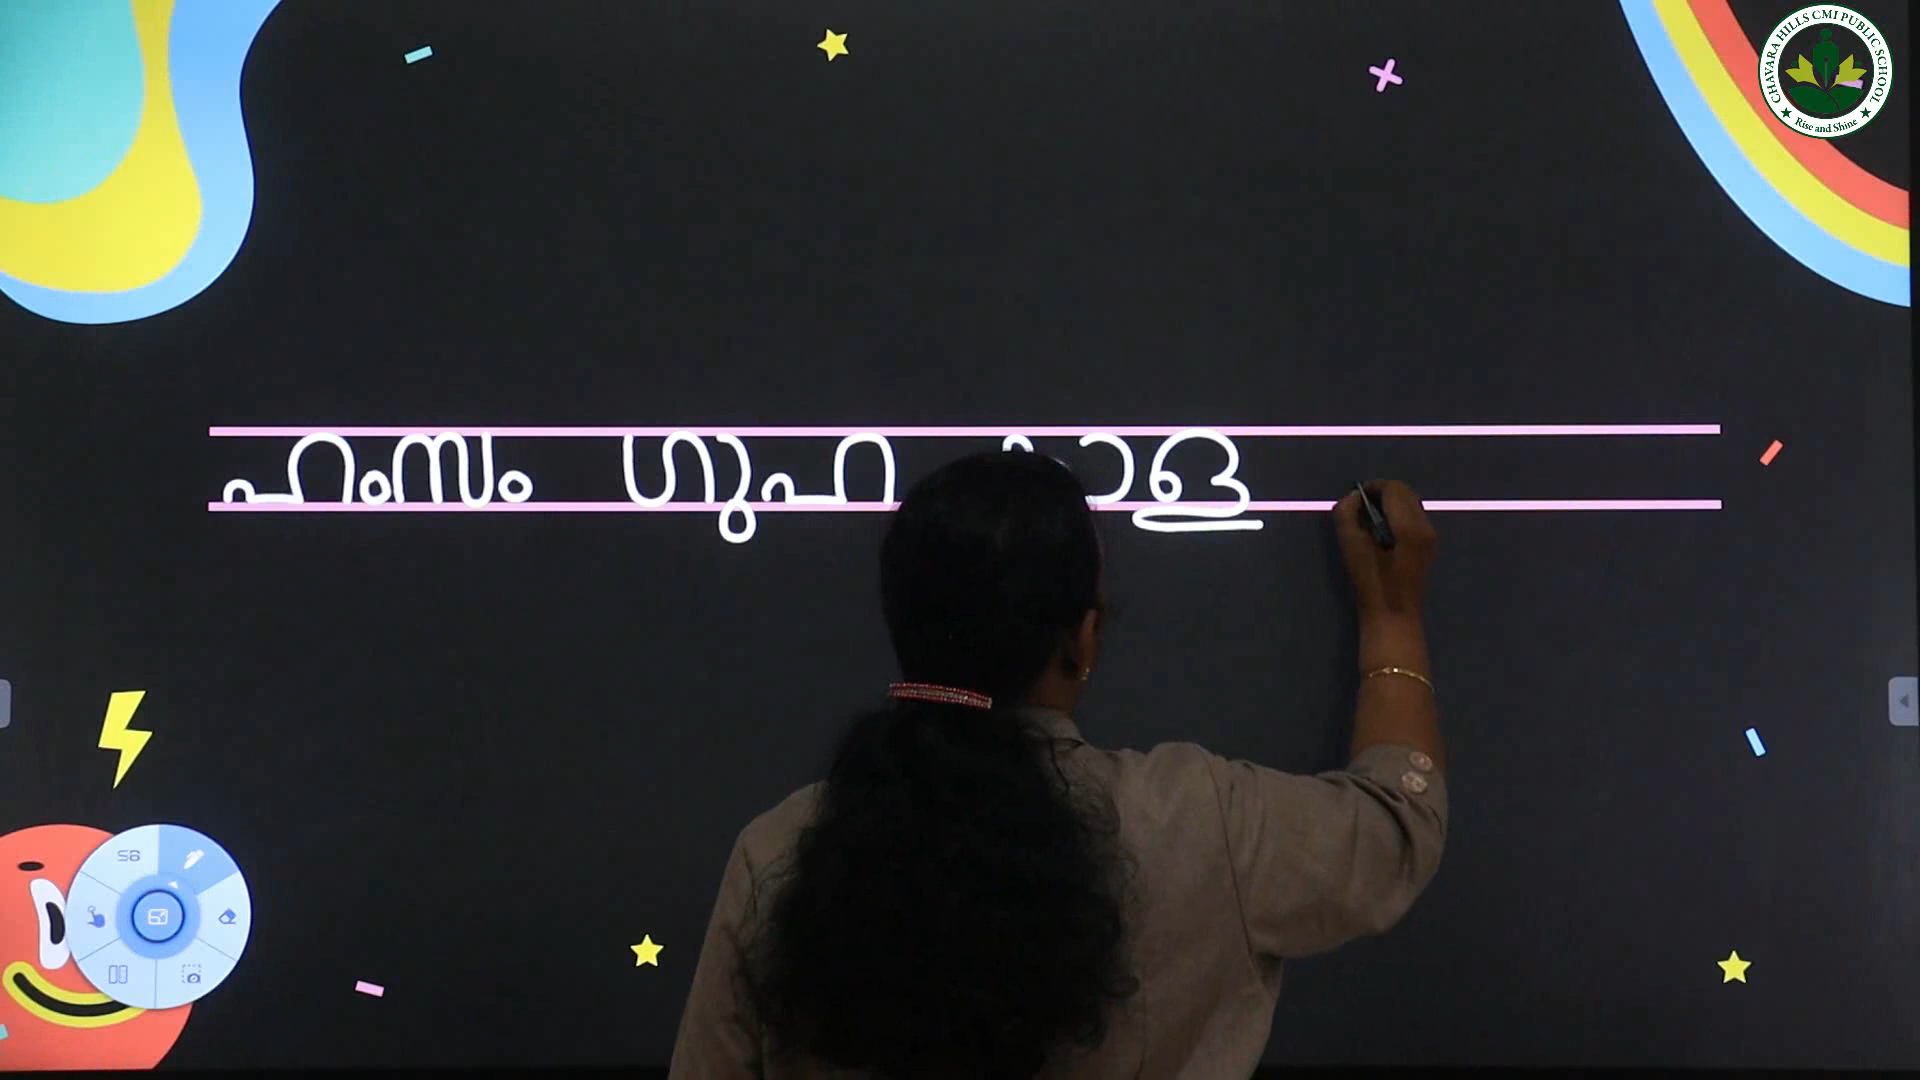 ഹംസം ഗുഹ
CHAVARA HILLS CMI PUBLIC SCHOOL
Rise and Shine